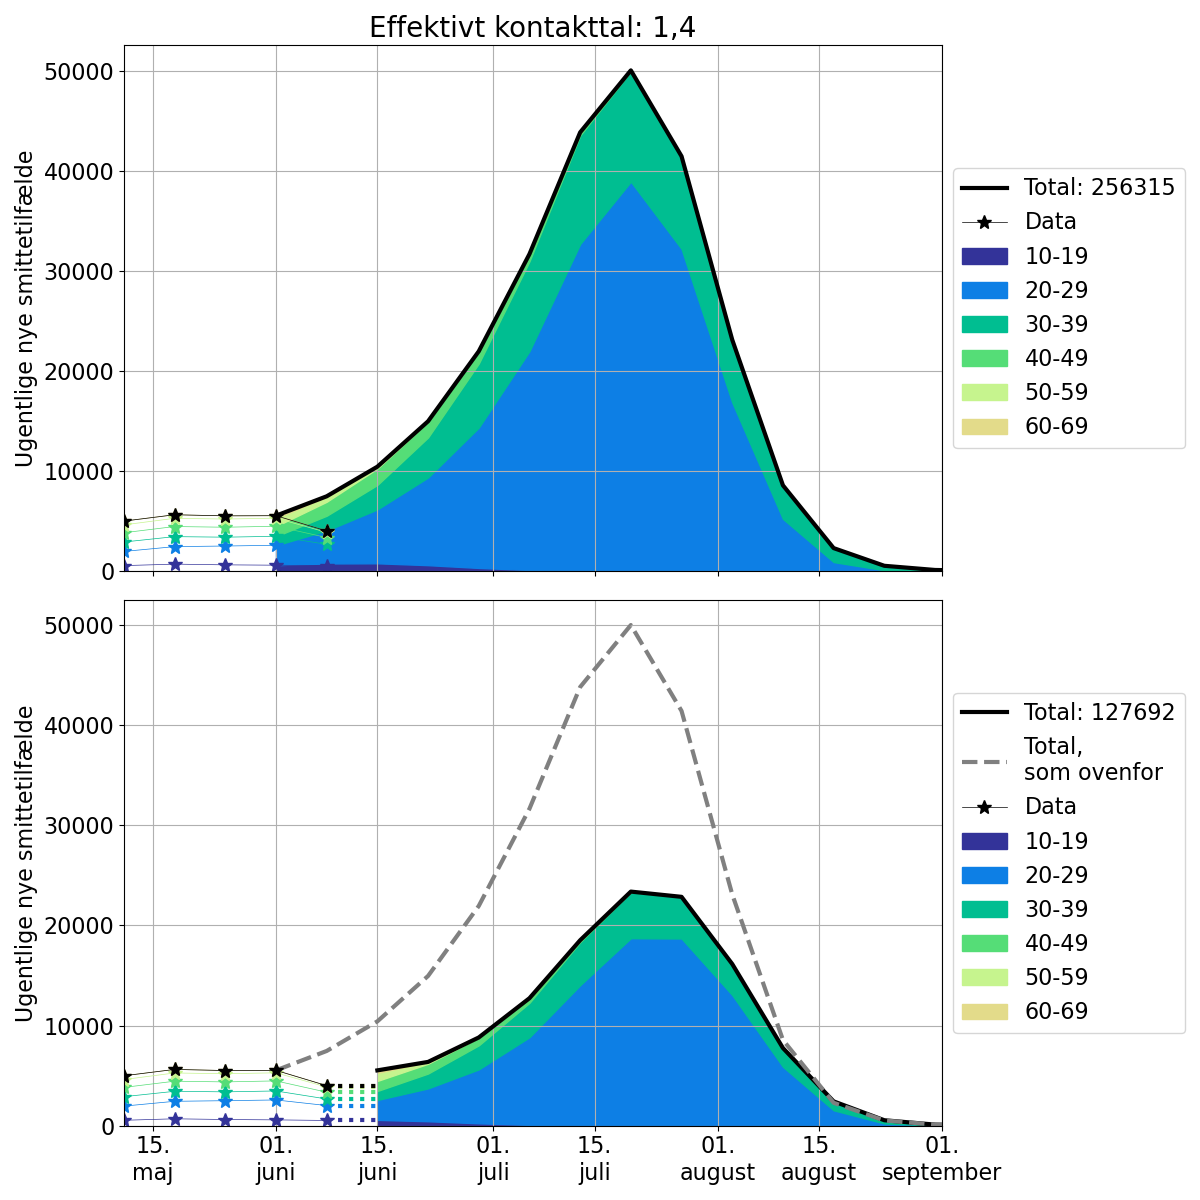 Effektivt kontakttal: 1,4
Ugentlige nye smittetilfælde
50000
40000
30000
20000
10000
0
Total: 256315
Data
10-19
20-29
30-39
40-49
50-59
60-69
Ugentlige nye smittetilfælde
50000
40000
30000
20000
10000
0
15.
maj
01.
juni
15.
juni
01.
juli
15.
juli
01.
august
15.
august
01.
september
Total: 127692
Total,
som ovenfor
Data
10-19
20-29
30-39
40-49
50-59
60-69